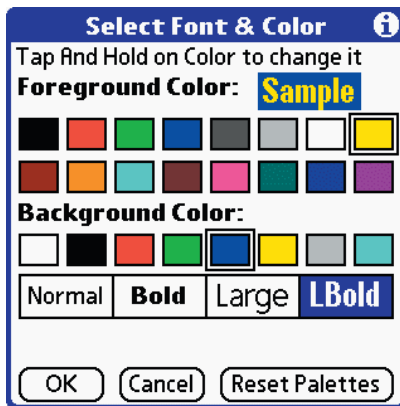 Select Font & Color
Tap And Hold on Color to change it
Foreground Color: Sample
Background Color:
Normal Bold Large LBold
OK Cancel Reset Palettes